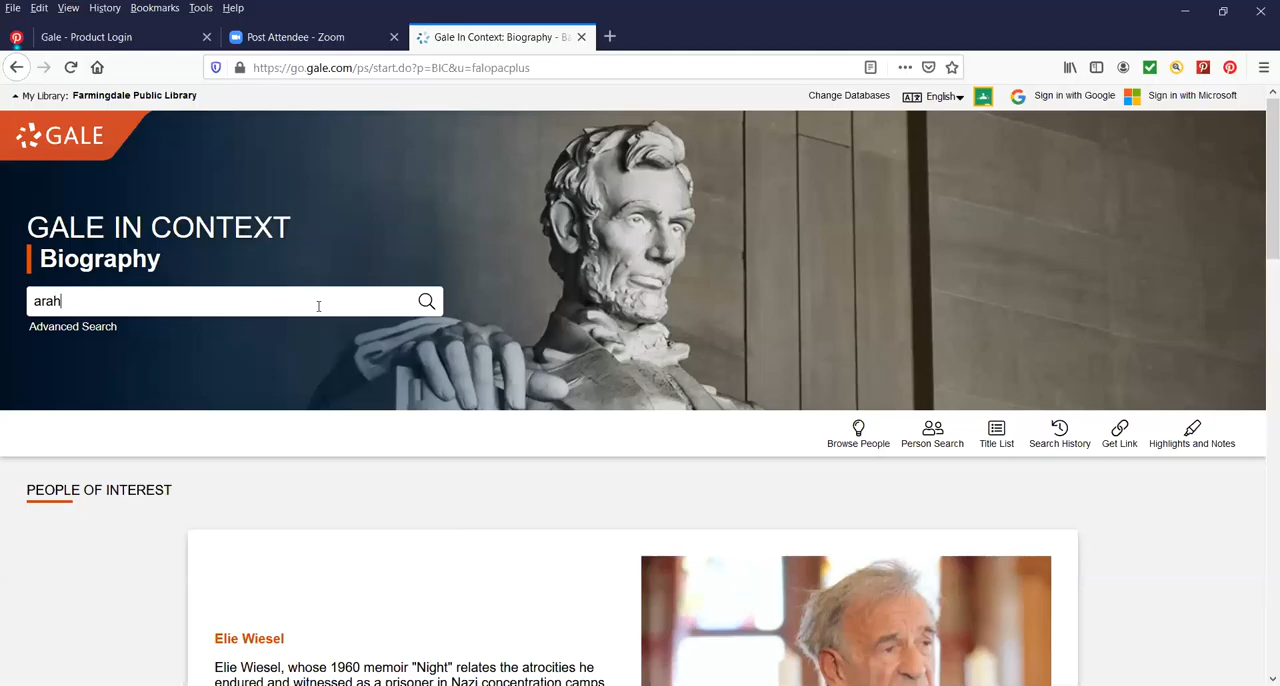 File Edit View History Bookmarks Tools Help
Gale - Product Login
Post Attendee - Zoom
Gale In Context: Biography - Ba
https://go.gale.com/ps/start.do?p=BIC&u=falopacplus
My Library: Farmingdale Public Library
Change Databases
English
Sign in with Google
Sign in with Microsoft
GALE
GALE IN CONTEXT
Biography
arah
Advanced Search
Browse People
Person Search
Title List
Search History
Get Link
Highlights and Notes
PEOPLE OF INTEREST
Elie Wiesel
Elie Wiesel, whose 1960 memoir "Night" relates the atrocities he
endured and witnessed as a prisoner in Nazi concentration camps